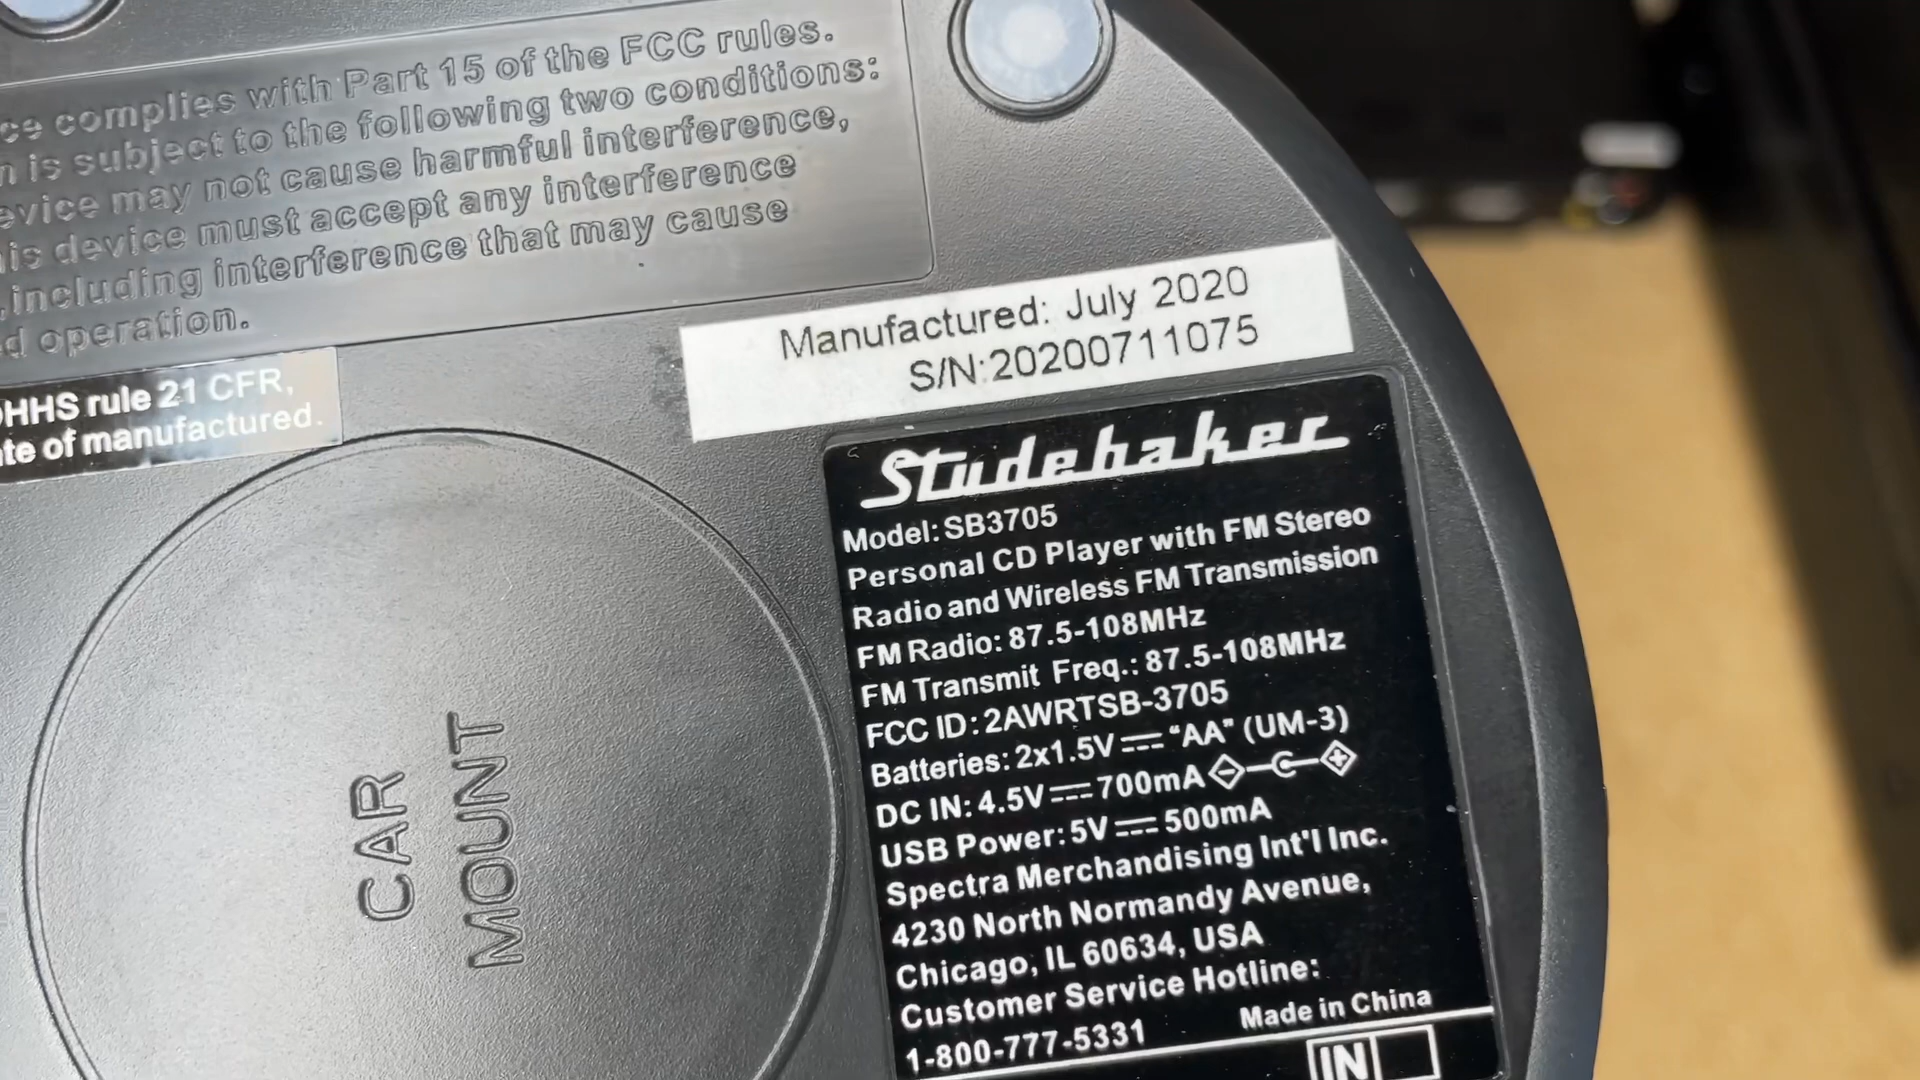 ce complies with Part 15 of the FCC rules.
n is subject to the following two conditions:
evice may not cause harmful interference,
is device must accept any interference
,including interference that may cause
d operation.
DHHS rule 21 CFR,
te of manufactured.
Manufactured: July 2020
S/N:20200711075
Studebaker
Model: SB3705
Personal CD Player with FM Stereo
Radio and Wireless FM Transmission
FM Radio: 87.5-108MHz
FM Transmit Freq.: 87.5-108MHz
FCC ID: 2AWRTSB-3705
Batteries: 2x1.5V⎓"AA" (UM-3)
DC IN: 4.5V⎓700mA
USB Power: 5V⎓500mA
Spectra Merchandising Int'l Inc.
4230 North Normandy Avenue,
Chicago, IL 60634, USA
Customer Service Hotline:
1-800-777-5331
Made in China
IN
CAR
MOUNT